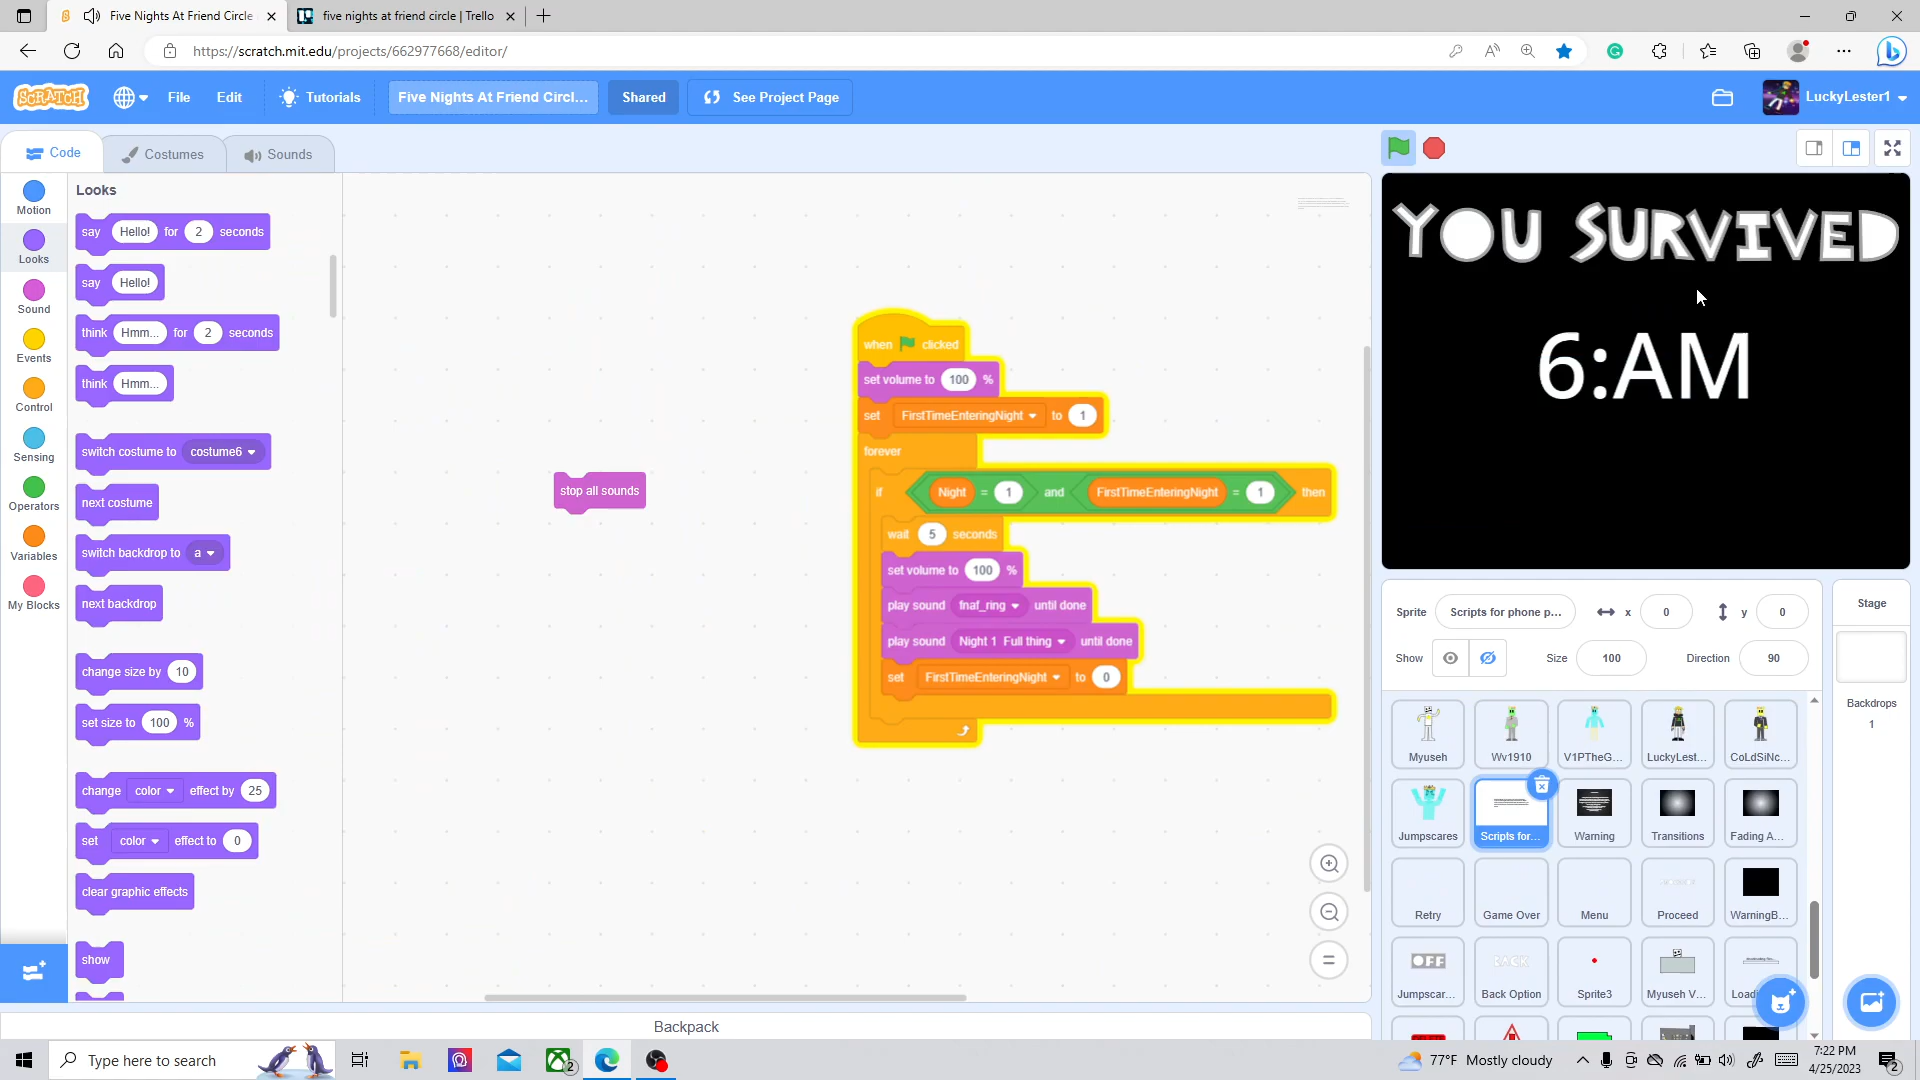 Five Nights At Friend Circle
five nights at friend circle | Trello
https://scratch.mit.edu/projects/662977668/editor/
SCRATCH
File
Edit
Tutorials
Five Nights At Friend Circl...
Shared
See Project Page
LuckyLester1
Code
Costumes
Sounds
Motion
Looks
Sound
Events
Control
Sensing
Operators
Variables
My Blocks
Looks
say Hello! for 2 seconds
say Hello!
think Hmm... for 2 seconds
think Hmm...
switch costume to costume6
next costume
switch backdrop to a
next backdrop
change size by 10
set size to 100 %
change color effect by 25
set color effect to 0
clear graphic effects
show
stop all sounds
when clicked
set volume to 100 %
set FirstTimeEnteringNight to 1
forever
if Night = 1 and FirstTimeEnteringNight = 1 then
wait 5 seconds
set volume to 100 %
play sound fnaf_ring until done
play sound Night 1 Full thing until done
set FirstTimeEnteringNight to 0
YOU SURVIVED
6:AM
Sprite Scripts for phone p... x 0 y 0
Show Size 100 Direction 90
Stage
Backdrops
1
Myuseh
Wv1910
V1PTheG...
LuckyLest...
CoLdSiNc...
Jumpscares
Scripts for...
Warning
Transitions
Fading A...
Retry
Game Over
Menu
Proceed
WarningB...
OFF
BACK
Jumpscar...
Back Option
Sprite3
Myuseh V...
Loadi
Backpack
Type here to search
2
77°F Mostly cloudy
7:22 PM
4/25/2023
2